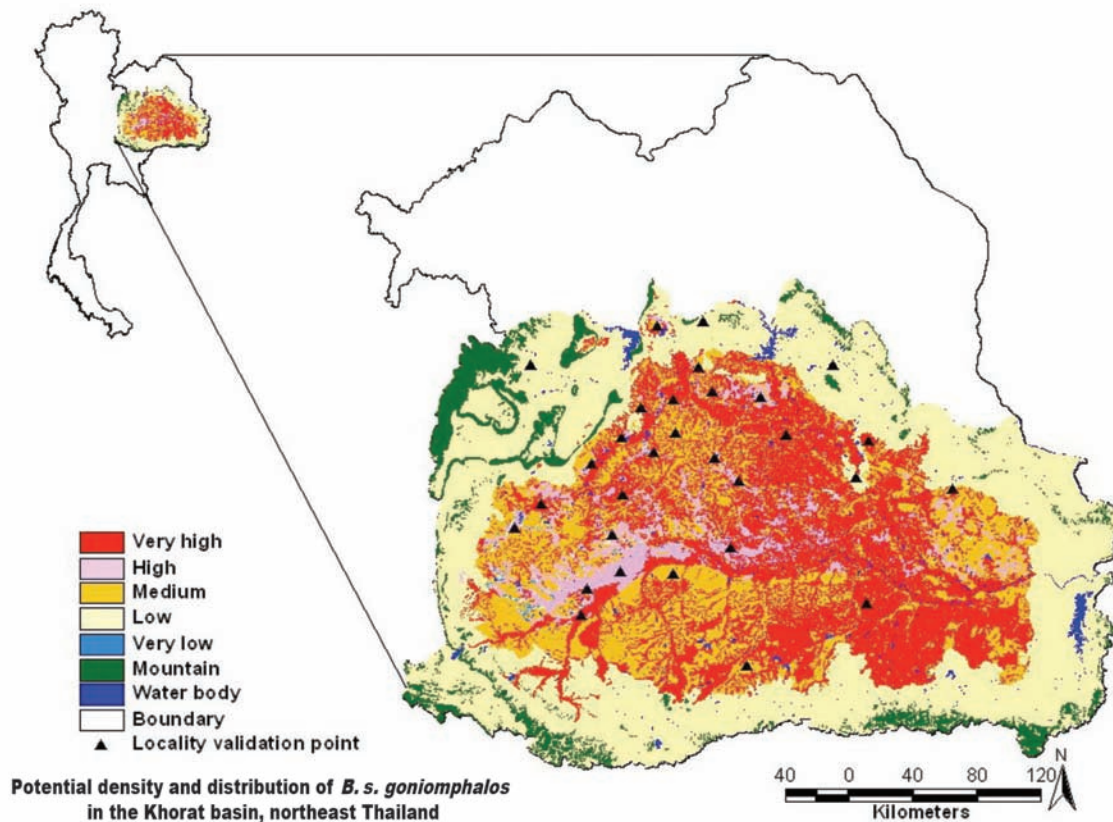 Very high
High
Medium
Low
Very low
Mountain
Water body
Boundary
Locality validation point
Potential density and distribution of B. s. goniomphalos
in the Khorat basin, northeast Thailand
40 0 40 80 120
Kilometers
N